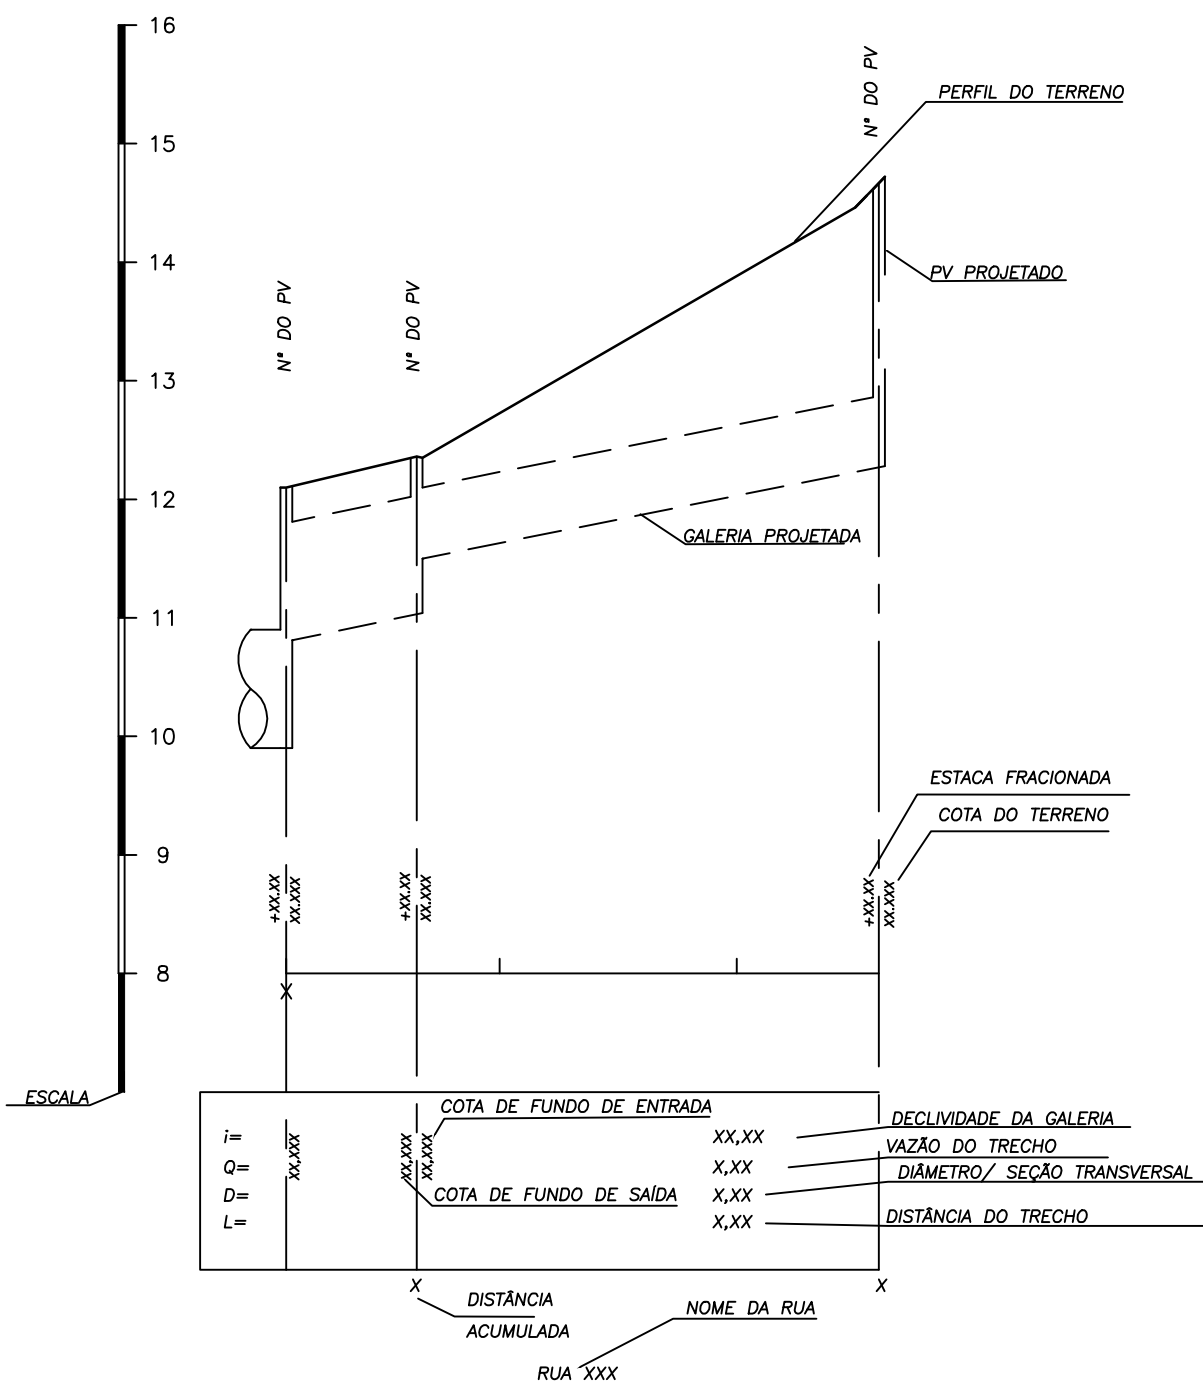 16
15
14
13
12
11
10
9
8
Nº DO PV
PERFIL DO TERRENO
PV PROJETADO
Nº DO PV
Nº DO PV
GALERIA PROJETADA
ESTACA FRACIONADA
COTA DO TERRENO
+XX.XX
XX.XXX
+XX.XX
XX.XXX
+XX.XX
XX.XXX
X
ESCALA
COTA DE FUNDO DE ENTRADA
i=
Q=
D=
L=
XX,XXX
XX,XXX
XX,XXX
COTA DE FUNDO DE SAÍDA
XX,XX
X,XX
X,XX
X,XX
DECLIVIDADE DA GALERIA
VAZÃO DO TRECHO
DIÂMETRO/ SEÇÃO TRANSVERSAL
DISTÂNCIA DO TRECHO
X
X
DISTÂNCIA
ACUMULADA
NOME DA RUA
RUA XXX